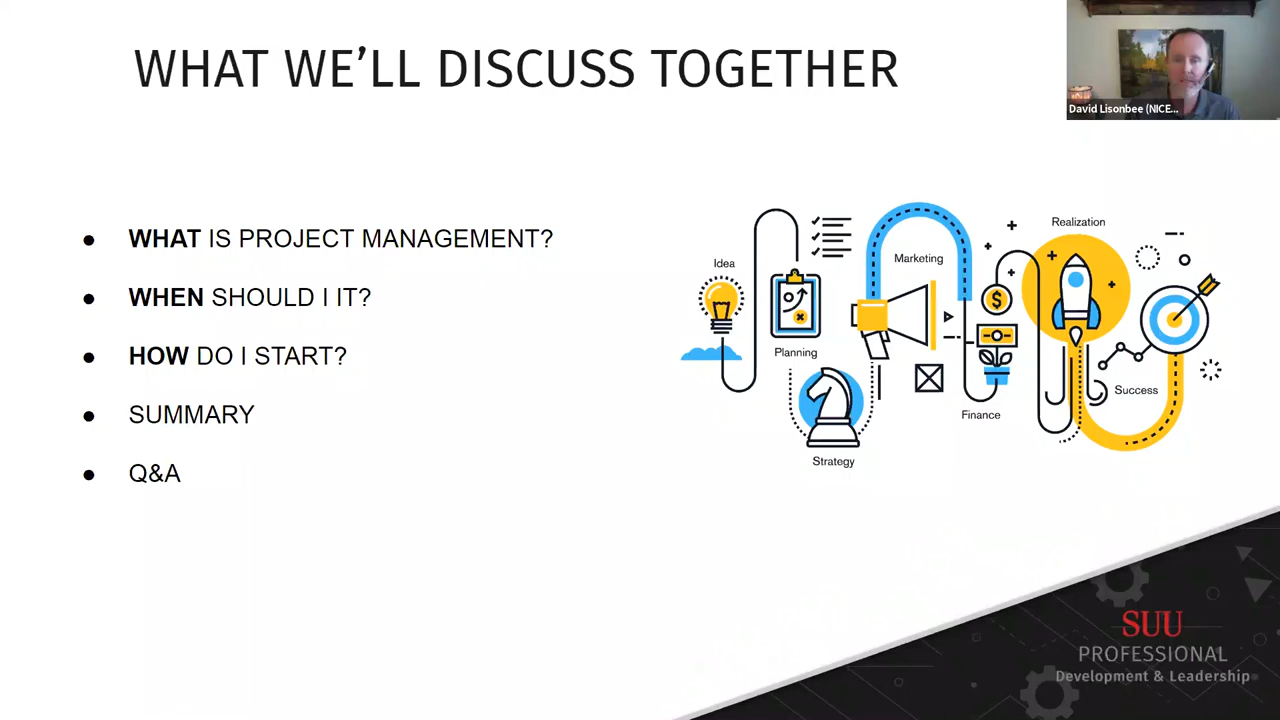 WHAT WE’LL DISCUSS TOGETHER
David Lisonbee (NICE...
WHAT IS PROJECT MANAGEMENT?
WHEN SHOULD I IT?
HOW DO I START?
SUMMARY
Q&A
Idea
Planning
Strategy
Marketing
$
Finance
Realization
Success
SUU
PROFESSIONAL
Development & Leadership